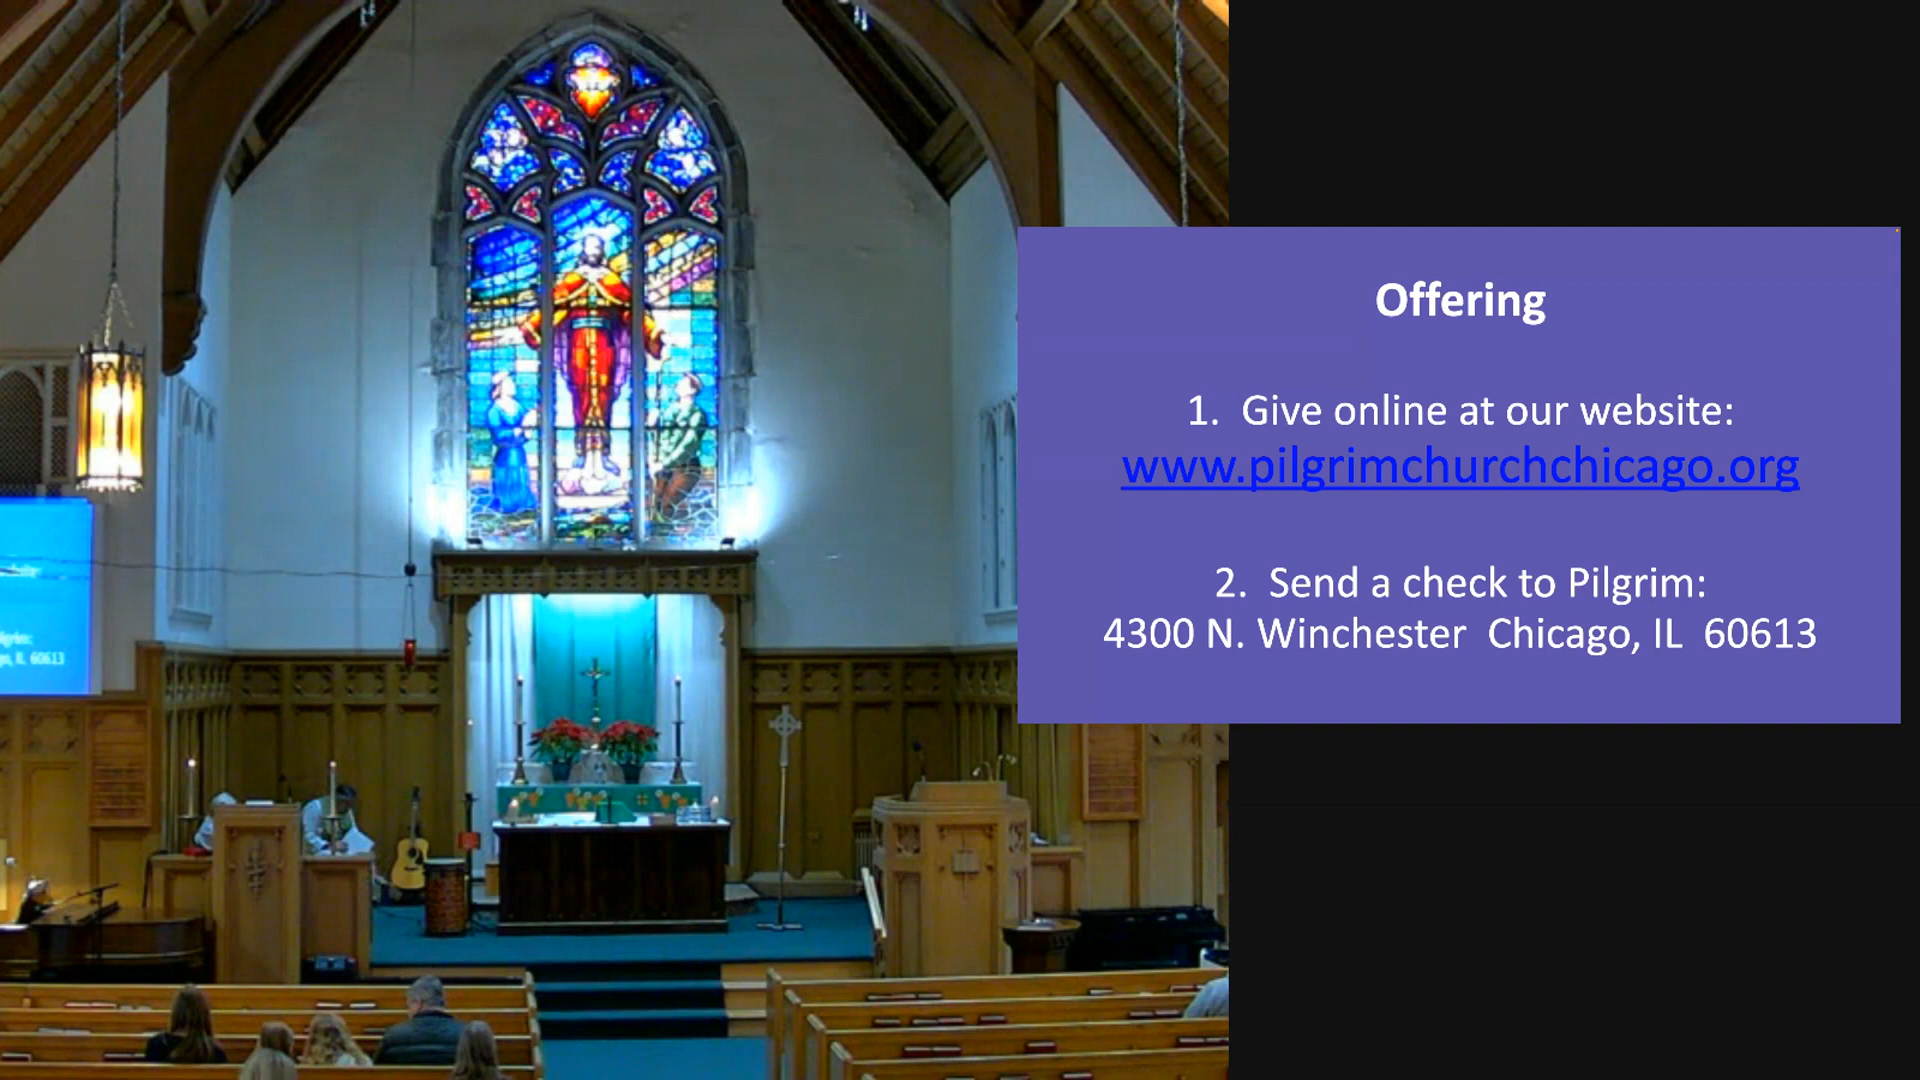 Offering
1. Give online at our website:
www.pilgrimchurchchicago.org
2. Send a check to Pilgrim:
4300 N. Winchester Chicago, IL 60613
60613